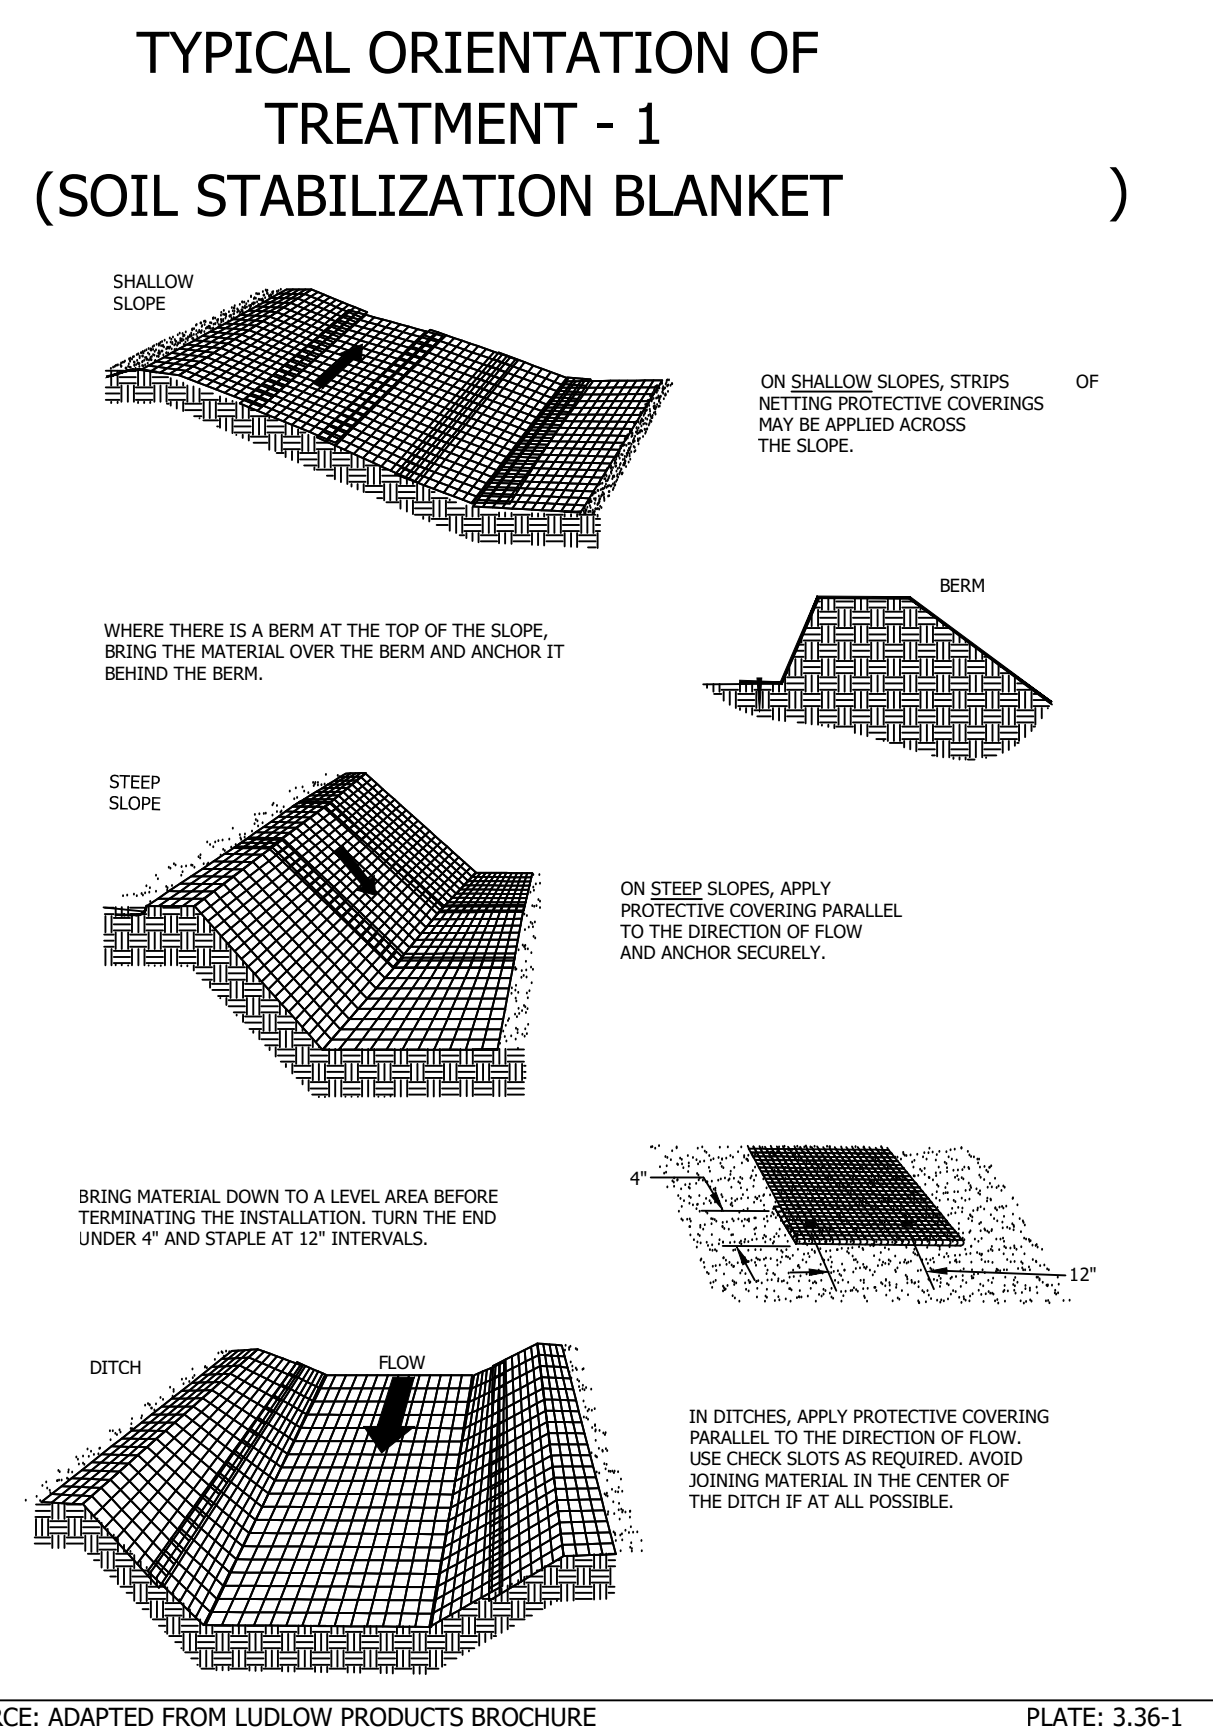 TYPICAL ORIENTATION OF
TREATMENT - 1
(SOIL STABILIZATION BLANKET )
SHALLOW
SLOPE
ON SHALLOW SLOPES, STRIPS OF
NETTING PROTECTIVE COVERINGS
MAY BE APPLIED ACROSS
THE SLOPE.
BERM
WHERE THERE IS A BERM AT THE TOP OF THE SLOPE,
BRING THE MATERIAL OVER THE BERM AND ANCHOR IT
BEHIND THE BERM.
STEEP
SLOPE
ON STEEP SLOPES, APPLY
PROTECTIVE COVERING PARALLEL
TO THE DIRECTION OF FLOW
AND ANCHOR SECURELY.
4"
BRING MATERIAL DOWN TO A LEVEL AREA BEFORE
TERMINATING THE INSTALLATION. TURN THE END
UNDER 4" AND STAPLE AT 12" INTERVALS.
12"
DITCH
FLOW
IN DITCHES, APPLY PROTECTIVE COVERING
PARALLEL TO THE DIRECTION OF FLOW.
USE CHECK SLOTS AS REQUIRED. AVOID
JOINING MATERIAL IN THE CENTER OF
THE DITCH IF AT ALL POSSIBLE.
RCE: ADAPTED FROM LUDLOW PRODUCTS BROCHURE PLATE: 3.36-1